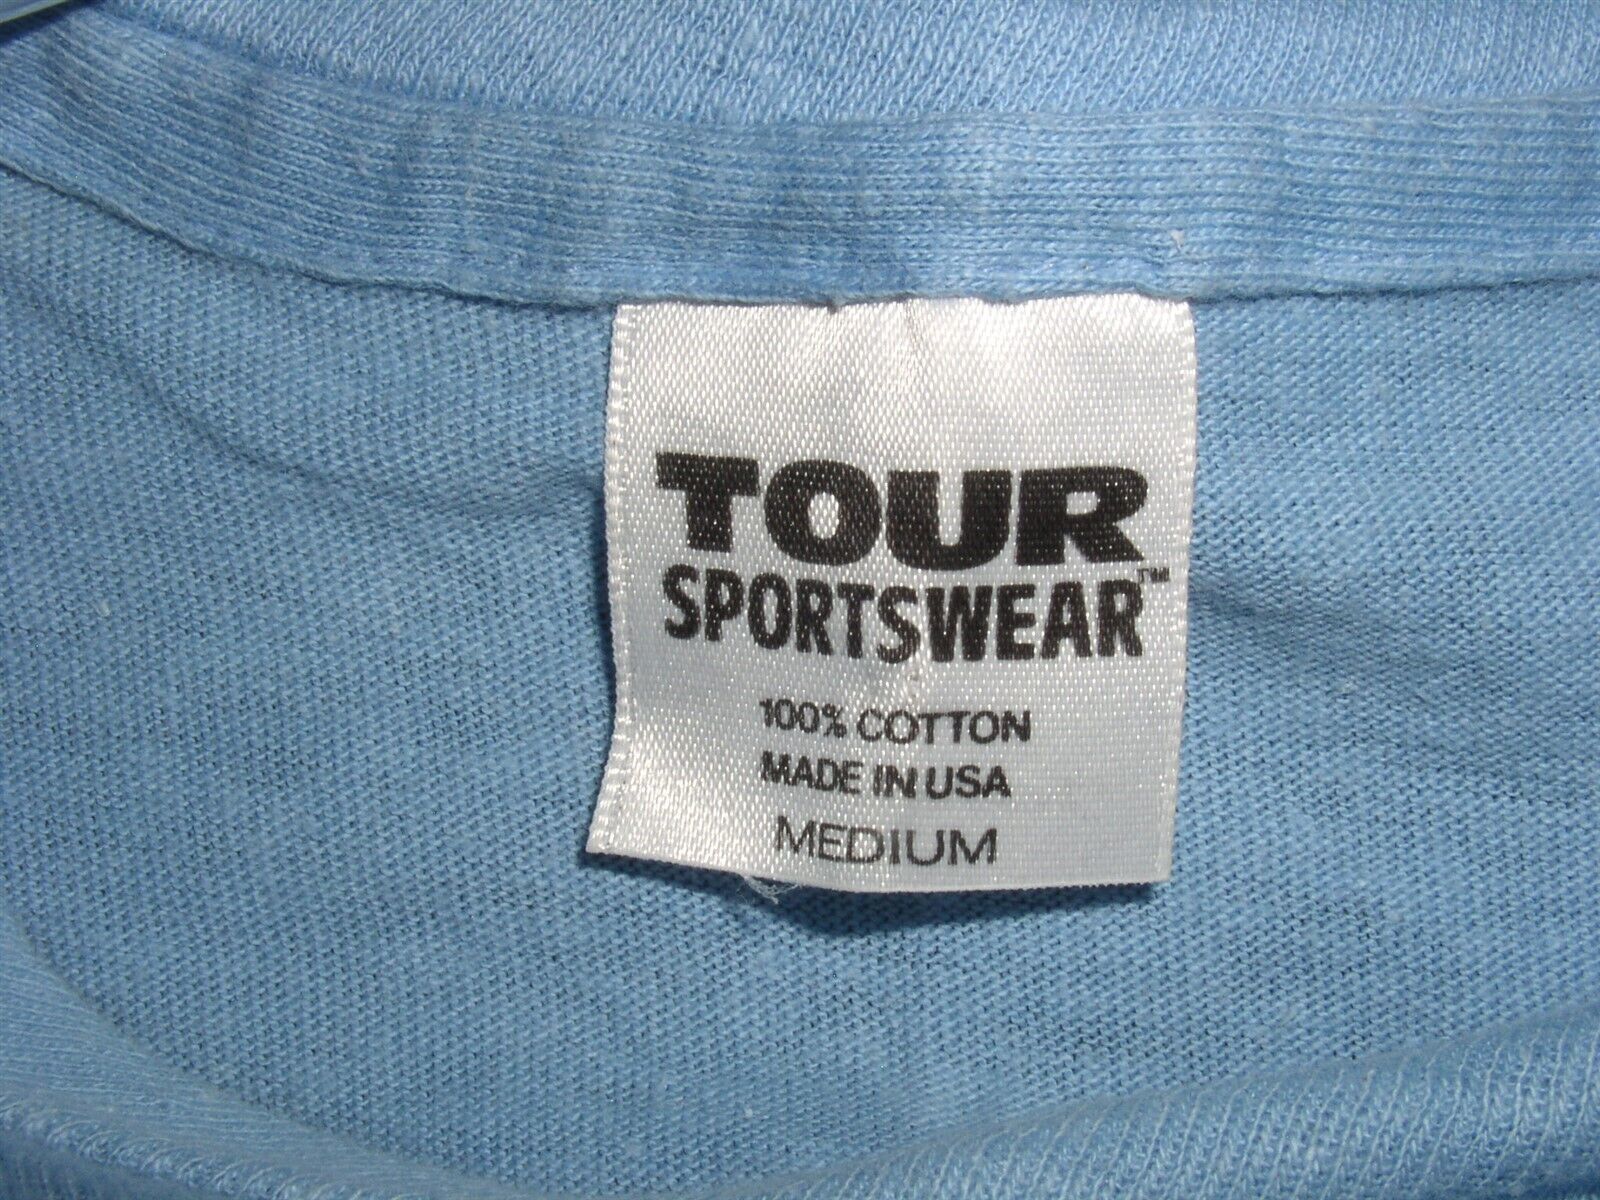 TOUR
SPORTSWEAR™
100% COTTON
MADE IN USA
MEDIUM